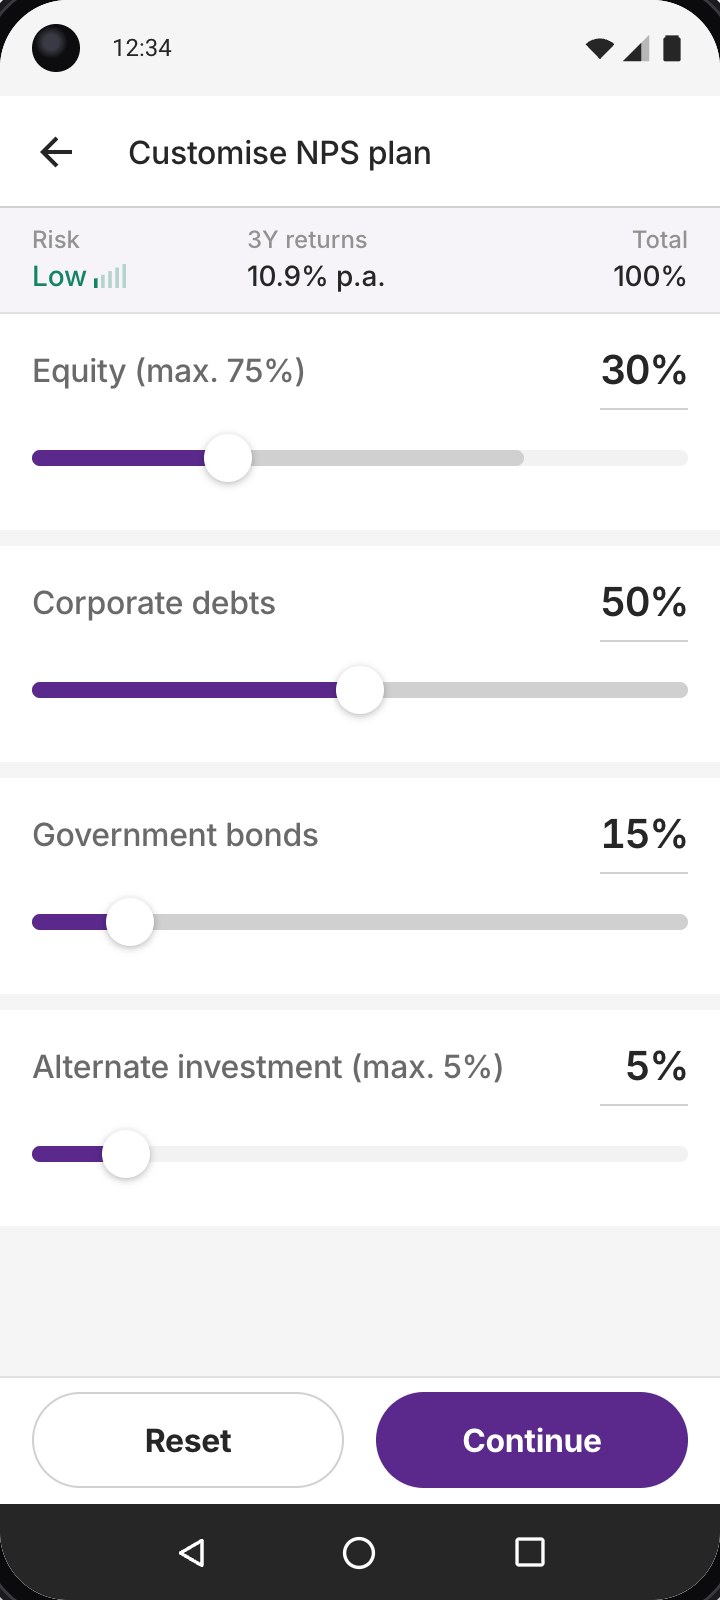 12:34
Customise NPS plan
Risk
3Y returns
Total
Low
10.9% p.a.
100%
Equity (max. 75%)
30%
Corporate debts
50%
Government bonds
15%
Alternate investment (max. 5%)
5%
Reset
Continue